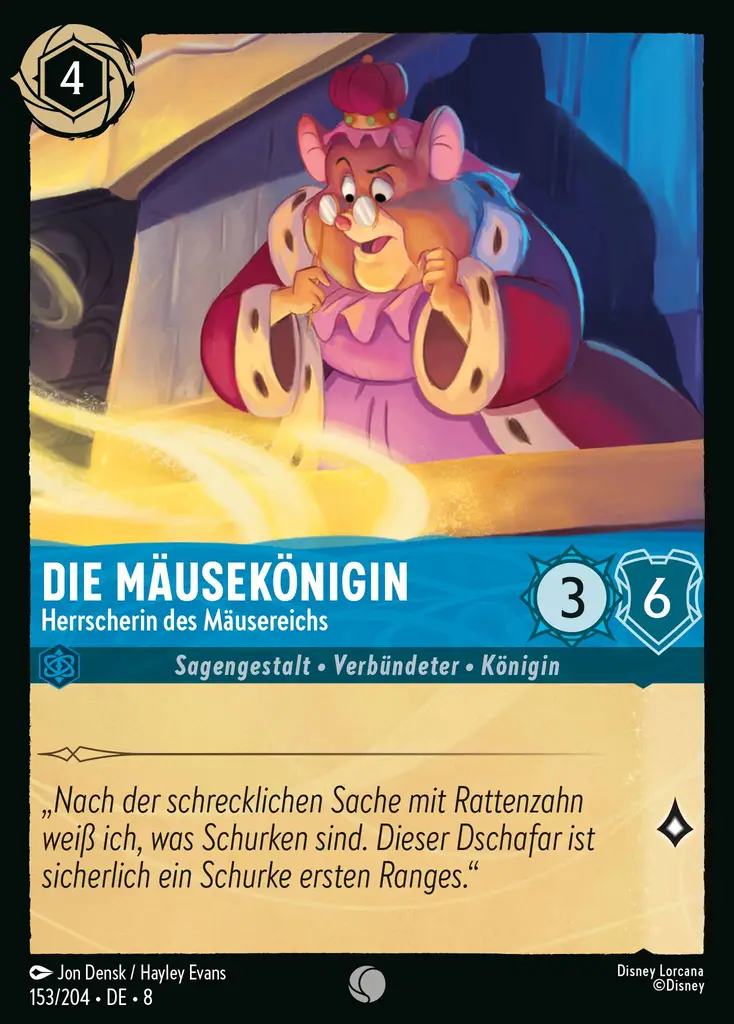 4
DIE MÄUSEKÖNIGIN
Herrscherin des Mäusereichs
3
6
Sagengestalt • Verbündeter • Königin
„Nach der schrecklichen Sache mit Rattenzahn
weiß ich, was Schurken sind. Dieser Dschafar ist
sicherlich ein Schurke ersten Ranges.“
Jon Densk / Hayley Evans
153/204 • DE • 8
Disney Lorcana
©Disney